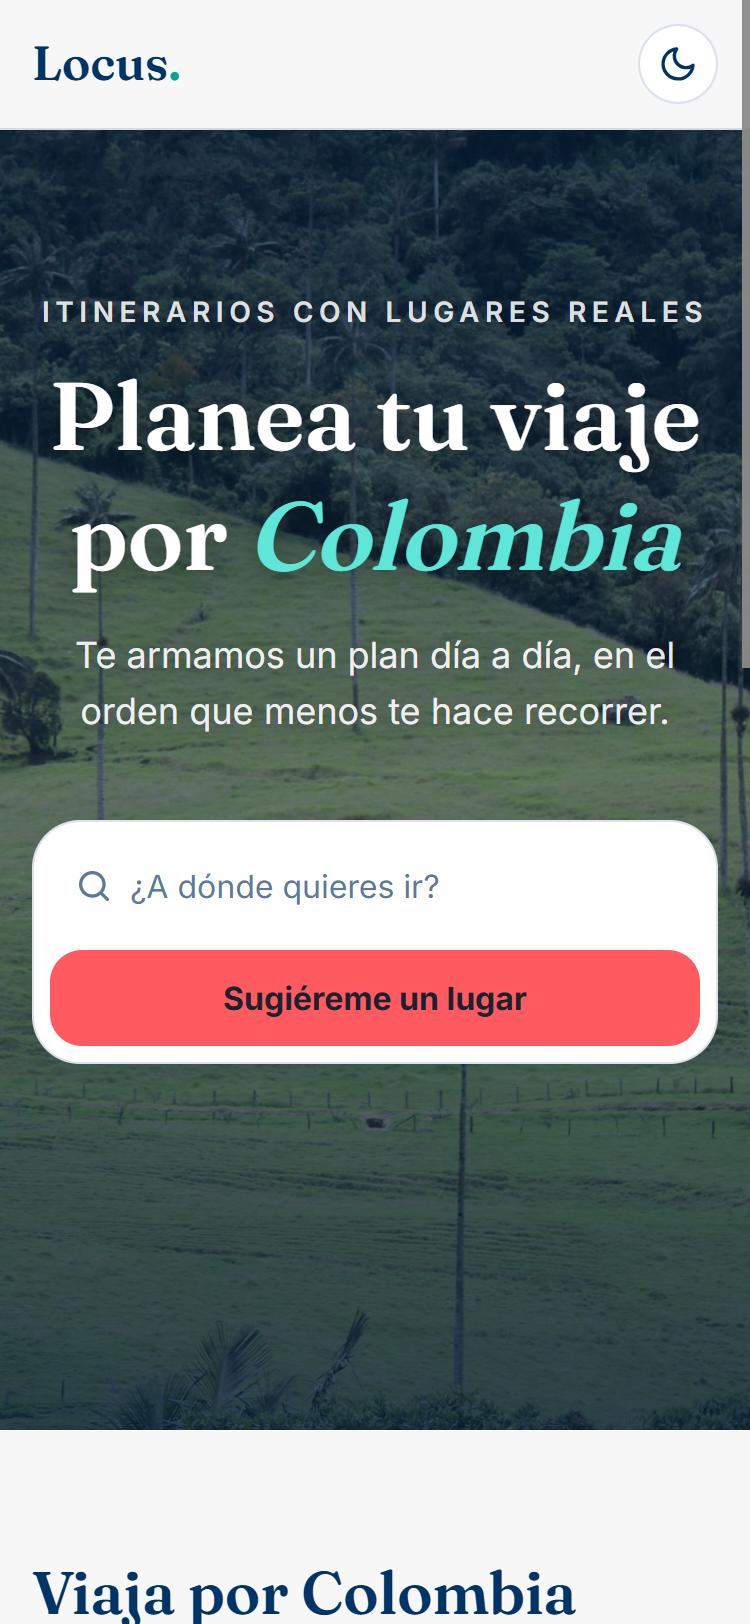 Locus.
ITINERARIOS CON LUGARES REALES
Planea tu viaje
por Colombia
Te armamos un plan día a día, en el
orden que menos te hace recorrer.
¿A dónde quieres ir?
Sugiéreme un lugar
Viaja por Colombia